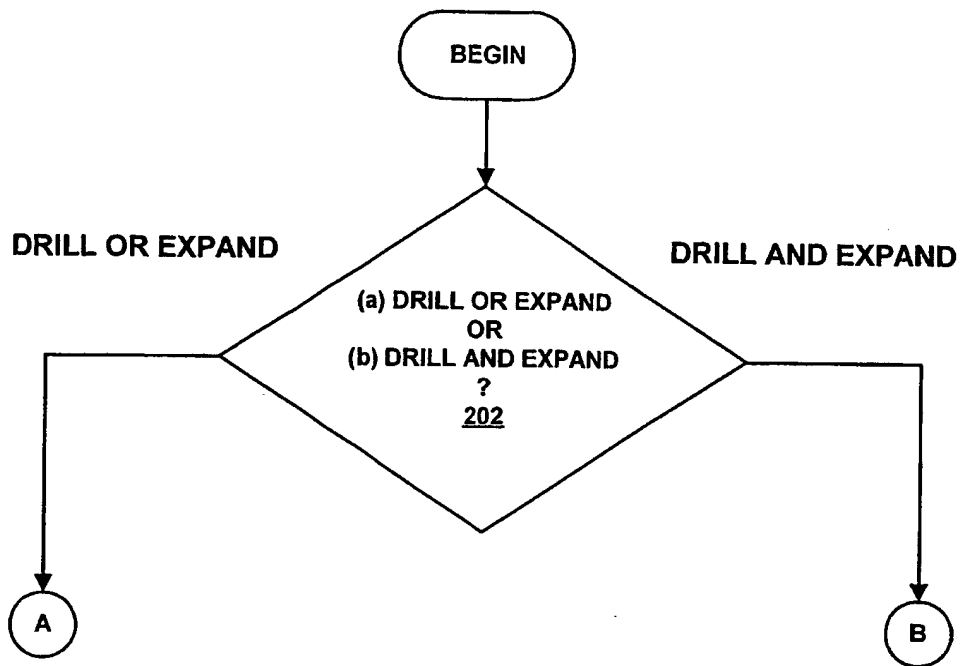 BEGIN
DRILL OR EXPAND
DRILL AND EXPAND
(a) DRILL OR EXPAND
OR
(b) DRILL AND EXPAND
?
202
A
B